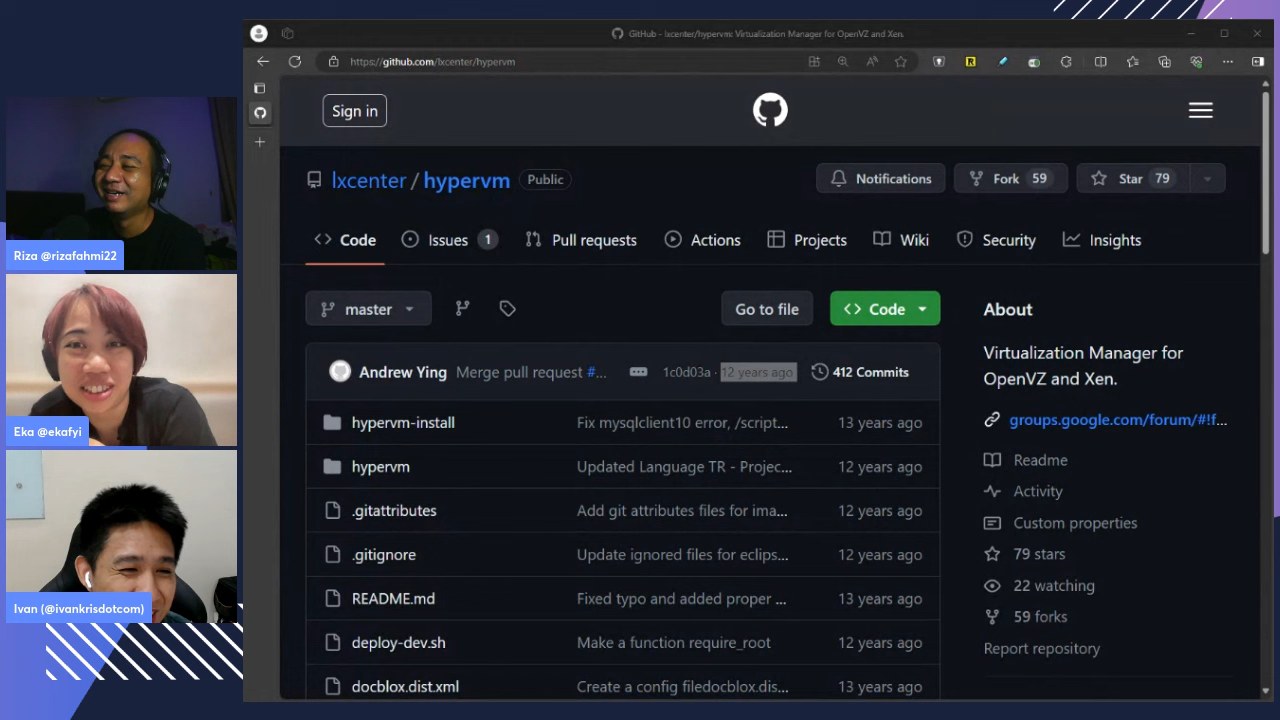 GitHub - lxcenter/hypervm: Virtualization Manager for OpenVZ and Xen.
https://github.com/lxcenter/hypervm
Sign in
lxcenter / hypervm Public
Notifications Fork 59 Star 79
Code Issues 1 Pull requests Actions Projects Wiki Security Insights
master Go to file Code
Andrew Ying Merge pull request #... 1c0d03a · 12 years ago 412 Commits
hypervm-install Fix mysqlclient10 error, /script... 13 years ago
hypervm Updated Language TR - Projec... 12 years ago
.gitattributes Add git attributes files for ima... 12 years ago
.gitignore Update ignored files for eclips... 12 years ago
README.md Fixed typo and added proper ... 13 years ago
deploy-dev.sh Make a function require_root 12 years ago
docblox.dist.xml Create a config filedocblox.dis... 13 years ago
About
Virtualization Manager for
OpenVZ and Xen.
groups.google.com/forum/#!f...
Readme
Activity
Custom properties
79 stars
22 watching
59 forks
Report repository
Riza @rizafahmi22
Eka @ekafyi
Ivan (@ivankrisdotcom)